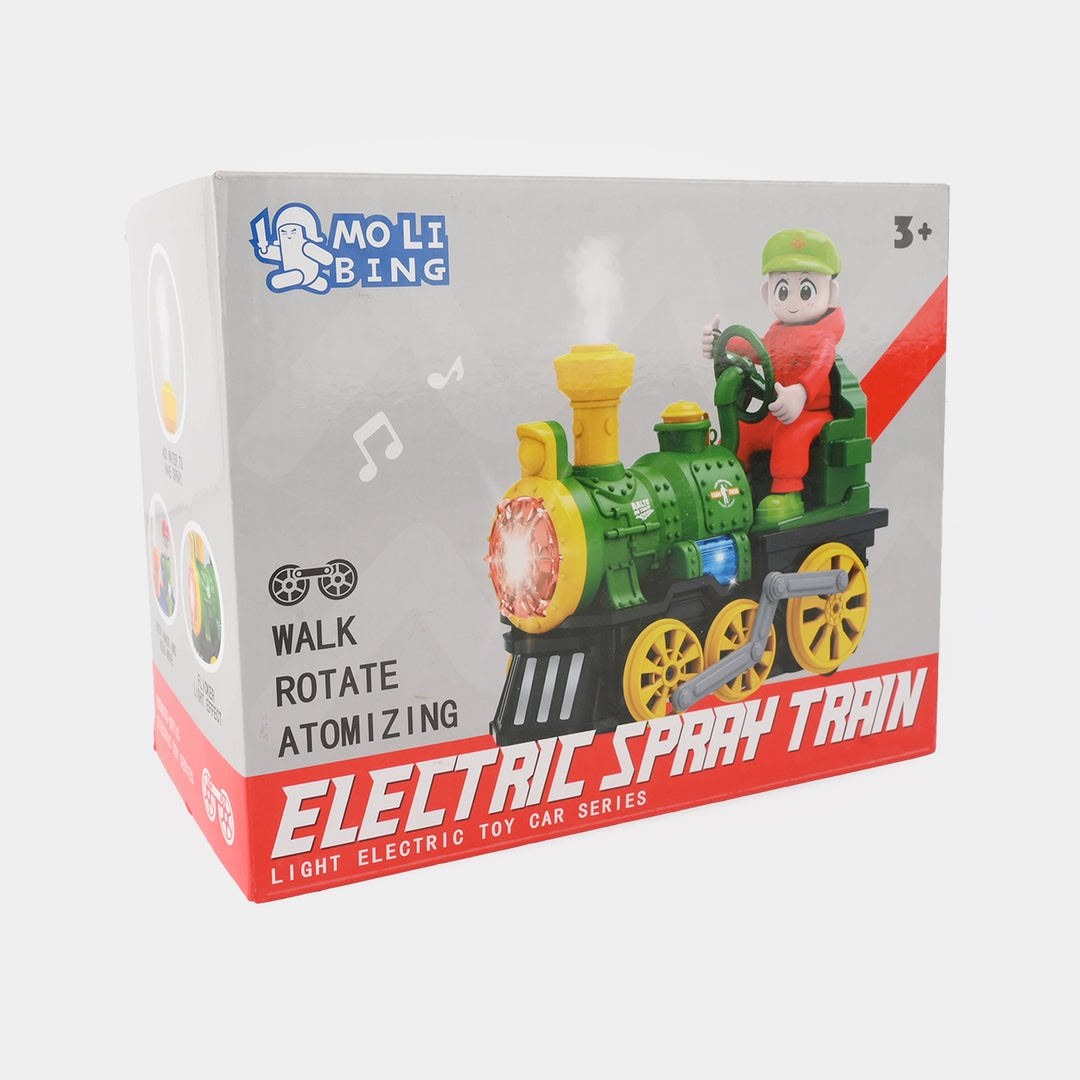 MO LI
BING
3+
WALK
ROTATE
ATOMIZING
ELECTRIC SPRAY TRAIN
LIGHT ELECTRIC TOY CAR SERIES